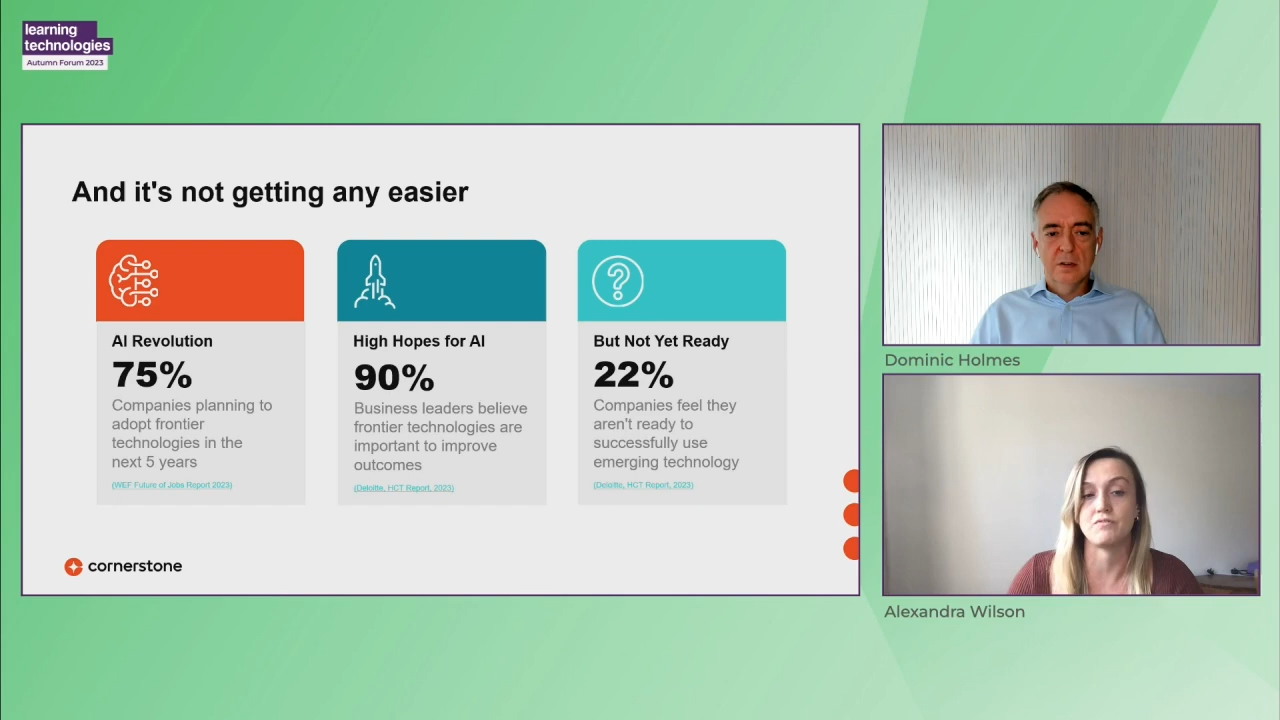 learning
technologies
Autumn Forum 2023
And it's not getting any easier
AI Revolution
75%
Companies planning to
adopt frontier
technologies in the
next 5 years
(WEF Future of Jobs Report 2023)
High Hopes for AI
90%
Business leaders believe
frontier technologies are
important to improve
outcomes
(Deloitte, HCT Report, 2023)
But Not Yet Ready
22%
Companies feel they
aren't ready to
successfully use
emerging technology
(Deloitte, HCT Report, 2023)
cornerstone
Dominic Holmes
Alexandra Wilson